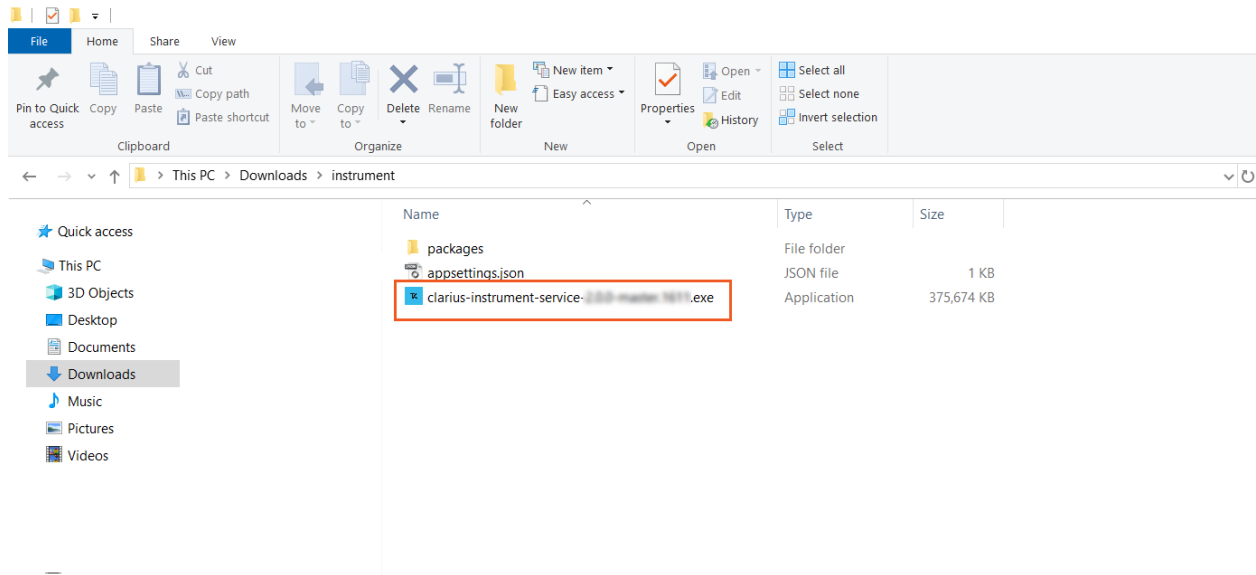 File Home Share View
Cut
Copy path
Paste shortcut
Pin to Quick access
Copy
Paste
Move to
Copy to
Delete
Rename
New folder
New item
Easy access
Properties
Open
Edit
History
Select all
Select none
Invert selection
Clipboard Organize New Open Select
This PC > Downloads > instrument
Name Type Size
Quick access
This PC
3D Objects
Desktop
Documents
Downloads
Music
Pictures
Videos
packages File folder
appsettings.json JSON file 1 KB
clarius-instrument-service- .exe Application 375,674 KB